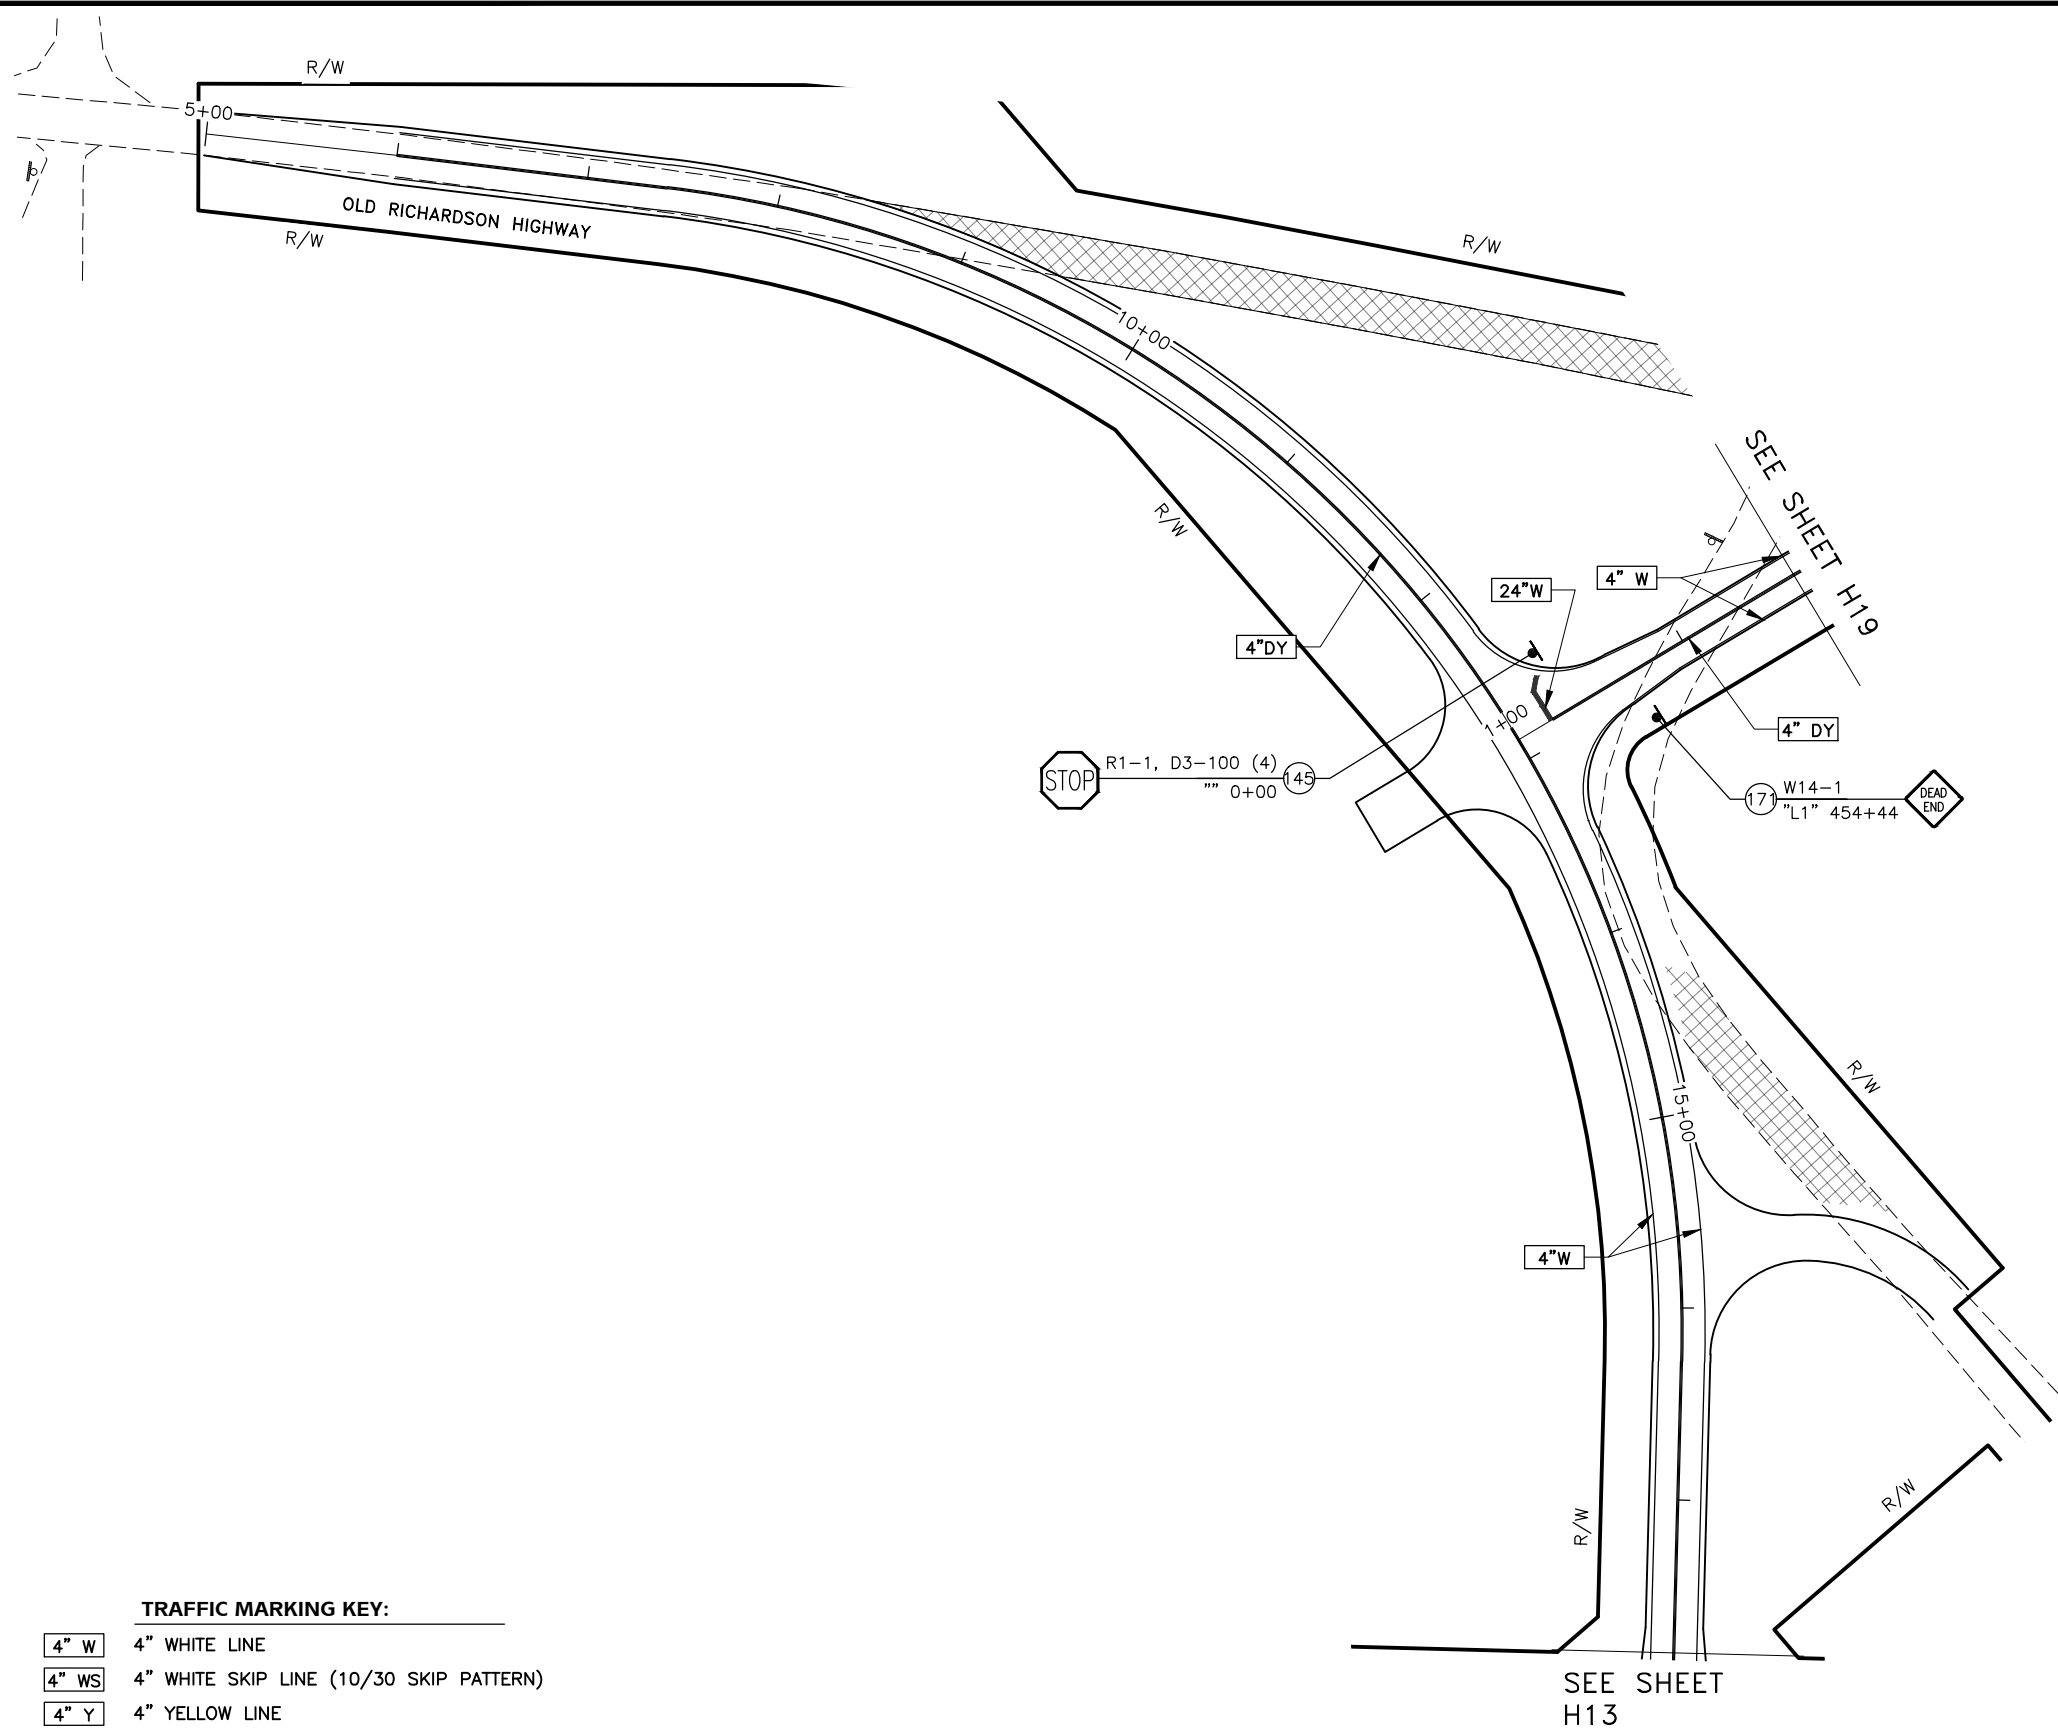 R/W
5+00
OLD RICHARDSON HIGHWAY
R/W
R/W
10+00
R/W
SEE SHEET H19
24"W
4" W
4"DY
1+00
4" DY
STOP
R1-1, D3-100 (4)
"" 0+00
145
171
W14-1
"L1" 454+44
DEAD
END
R/W
15+00
4"W
R/W
R/W
TRAFFIC MARKING KEY:
4" W 4" WHITE LINE
4" WS 4" WHITE SKIP LINE (10/30 SKIP PATTERN)
4" Y 4" YELLOW LINE
SEE SHEET
H13